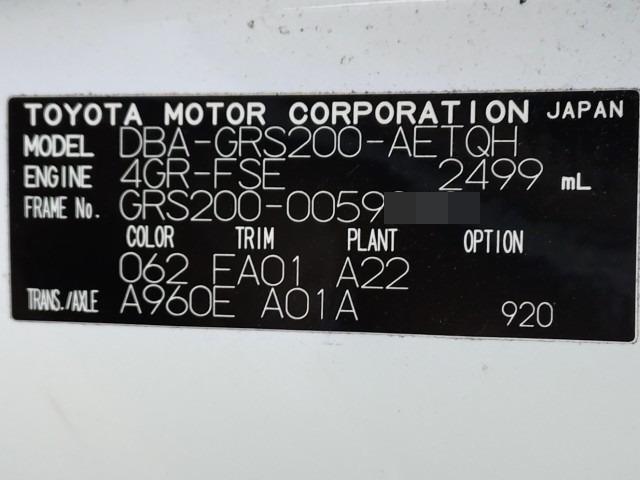 TOYOTA MOTOR CORPORATION JAPAN
MODEL DBA-GRS200-AETQH
ENGINE 4GR-FSE 2499 mL
FRAME No. GRS200-0059
COLOR TRIM PLANT OPTION
062 FA01 A22
TRANS./AXLE A960E A01A 920